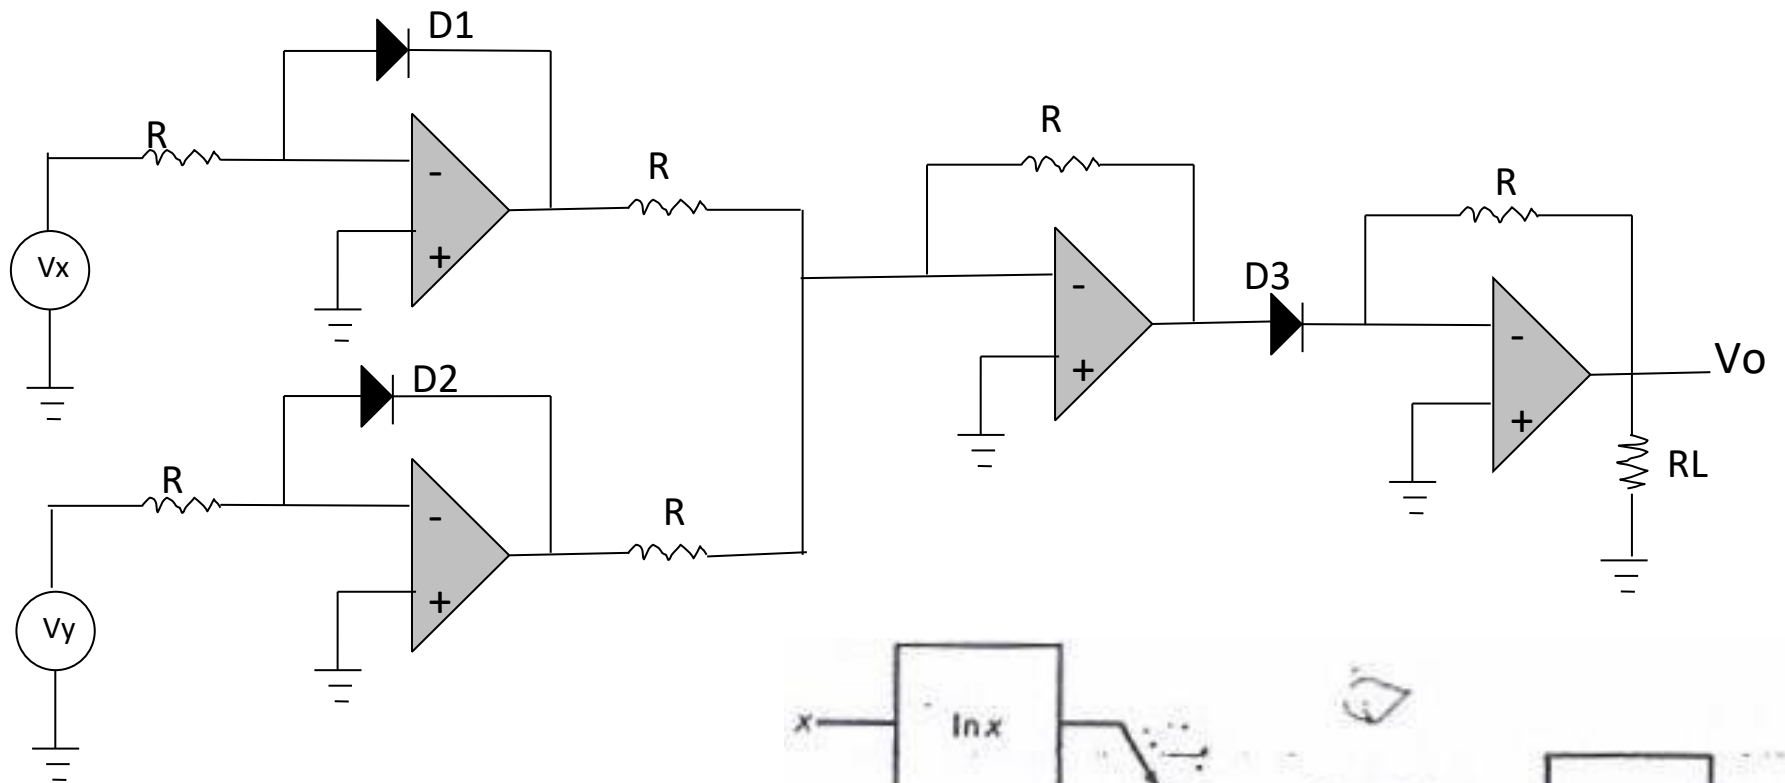 D1
R
-
+
Vx
R
R
-
+
D3
R
-
+
Vo
RL
D2
R
-
+
Vy
R
x
ln x